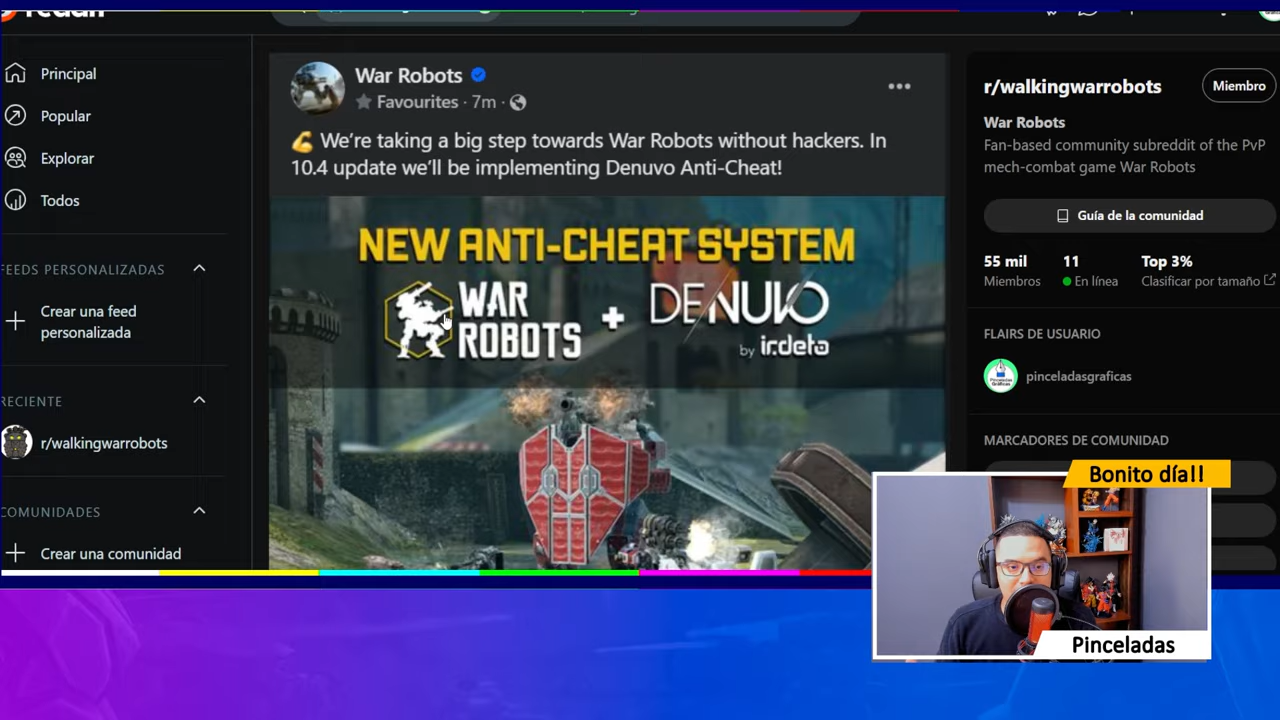 Principal
Popular
Explorar
Todos
FEEDS PERSONALIZADAS
Crear una feed
personalizada
RECIENTE
r/walkingwarrobots
COMUNIDADES
Crear una comunidad
War Robots
Favourites · 7m ·
💪 We're taking a big step towards War Robots without hackers. In
10.4 update we'll be implementing Denuvo Anti-Cheat!
NEW ANTI-CHEAT SYSTEM
WAR
ROBOTS
+
DENUVO
by irdeto
r/walkingwarrobots
Miembro
War Robots
Fan-based community subreddit of the PvP
mech-combat game War Robots
Guía de la comunidad
55 mil
Miembros
11
En línea
Top 3%
Clasificar por tamaño
FLAIRS DE USUARIO
pinceladasgraficas
MARCADORES DE COMUNIDAD
Bonito día!!
Pinceladas